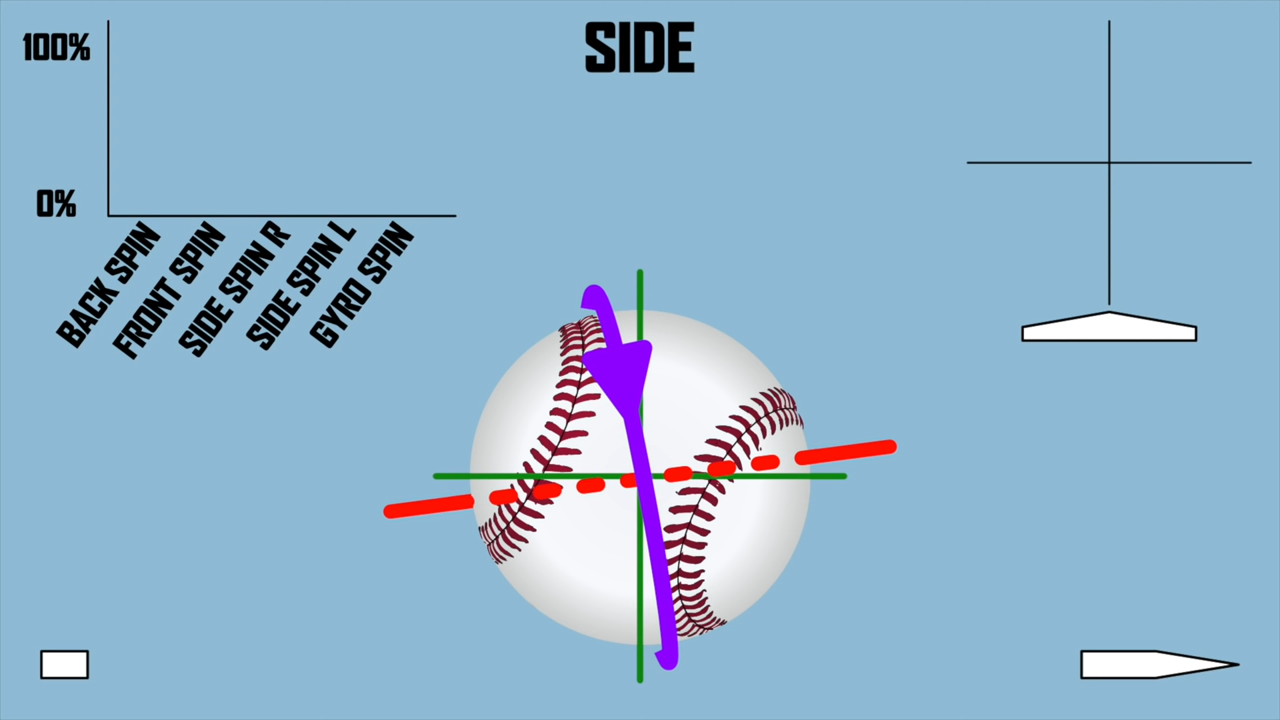 SIDE
100%
0%
BACK SPIN
FRONT SPIN
SIDE SPIN R
SIDE SPIN L
GYRO SPIN